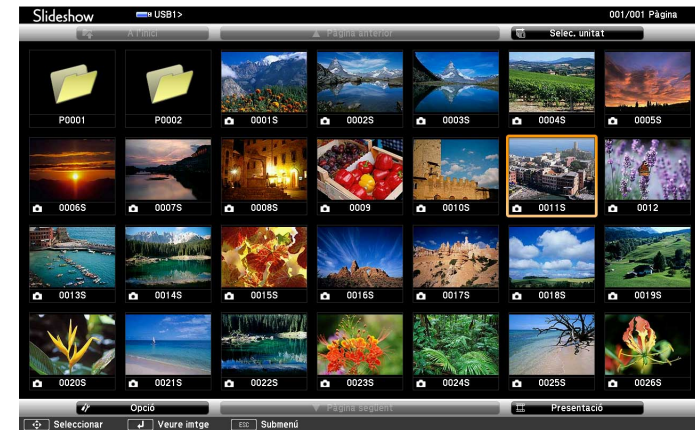 Slideshow USB1> 001/001 Pàgina
A l'inici Pàgina anterior Selec. unitat
P0001 P0002 0001S 0002S 0003S 0004S 0005S
0006S 0007S 0008S 0009 0010S 0011S 0012
0013S 0014S 0015S 0016S 0017S 0018S 0019S
0020S 0021S 0022S 0023S 0024S 0025S 0026S
Opció Pàgina següent Presentació
Seleccionar Veure imtge ESC Submenú